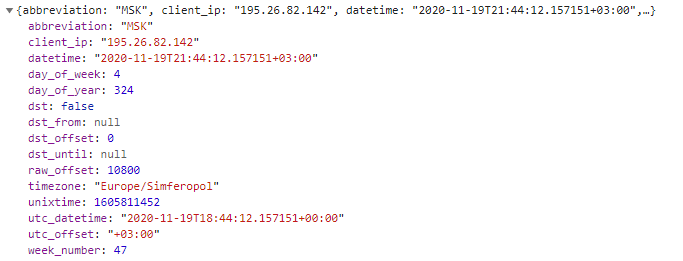 ▼{abbreviation: "MSK", client_ip: "195.26.82.142", datetime: "2020-11-19T21:44:12.157151+03:00",…}
abbreviation: "MSK"
client_ip: "195.26.82.142"
datetime: "2020-11-19T21:44:12.157151+03:00"
day_of_week: 4
day_of_year: 324
dst: false
dst_from: null
dst_offset: 0
dst_until: null
raw_offset: 10800
timezone: "Europe/Simferopol"
unixtime: 1605811452
utc_datetime: "2020-11-19T18:44:12.157151+00:00"
utc_offset: "+03:00"
week_number: 47